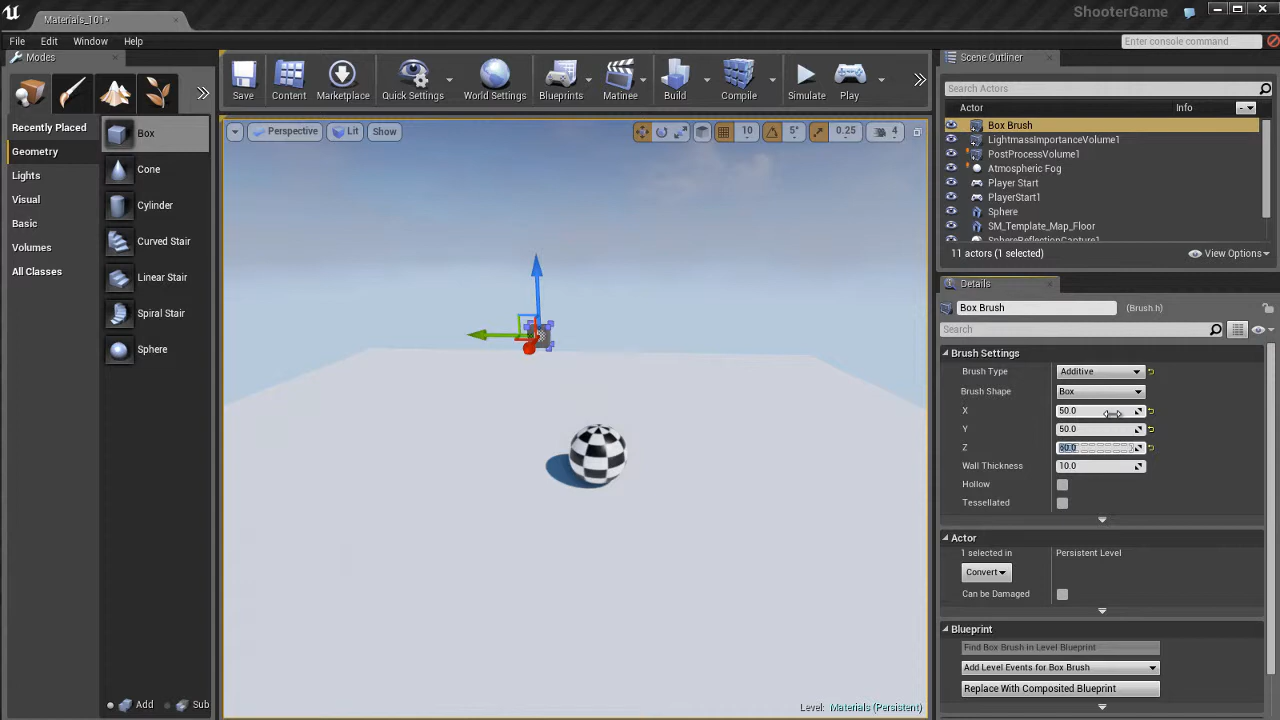 Materials_101*
ShooterGame
File Edit Window Help
Enter console command
Modes
Save Content Marketplace Quick Settings World Settings Blueprints Matinee Build Compile Simulate Play
Scene Outliner
Search Actors
Actor Info
Recently Placed
Geometry
Lights
Visual
Basic
Volumes
All Classes
Box
Cone
Cylinder
Curved Stair
Linear Stair
Spiral Stair
Sphere
Add Sub
Perspective Lit Show
10 5° 0.25 4
Level: Materials (Persistent)
Box Brush
LightmassImportanceVolume1
PostProcessVolume1
Atmospheric Fog
Player Start
PlayerStart1
Sphere
SM_Template_Map_Floor
SphereReflectionCapture1
11 actors (1 selected) View Options
Details
Box Brush (Brush.h)
Search
Brush Settings
Brush Type Additive
Brush Shape Box
X 50.0
Y 50.0
Z
Wall Thickness 10.0
Hollow
Tessellated
Actor
1 selected in Persistent Level
Convert
Can be Damaged
Blueprint
Find Box Brush in Level Blueprint
Add Level Events for Box Brush
Replace With Composited Blueprint